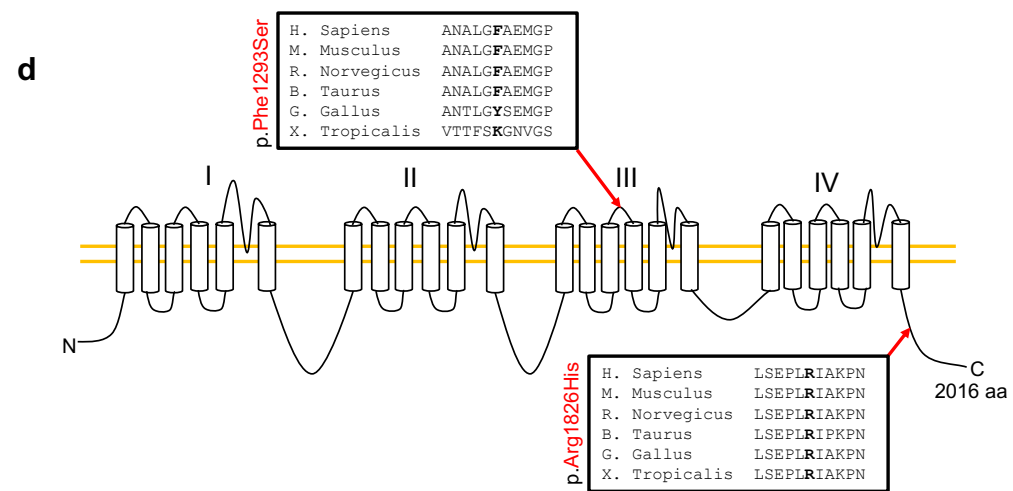 d
p.Phe1293Ser
H. Sapiens ANALGFAEMGP
M. Musculus ANALGFAEMGP
R. Norvegicus ANALGFAEMGP
B. Taurus ANALGFAEMGP
G. Gallus ANTLGYSEMGP
X. Tropicalis VTTFSKGNVGS
I II III IV
N
C
2016 aa
p.Arg1826His
H. Sapiens LSEPLRIAKPN
M. Musculus LSEPLRIAKPN
R. Norvegicus LSEPLRIAKPN
B. Taurus LSEPLRIPKPN
G. Gallus LSEPLRIAKPN
X. Tropicalis LSEPLRIAKPN